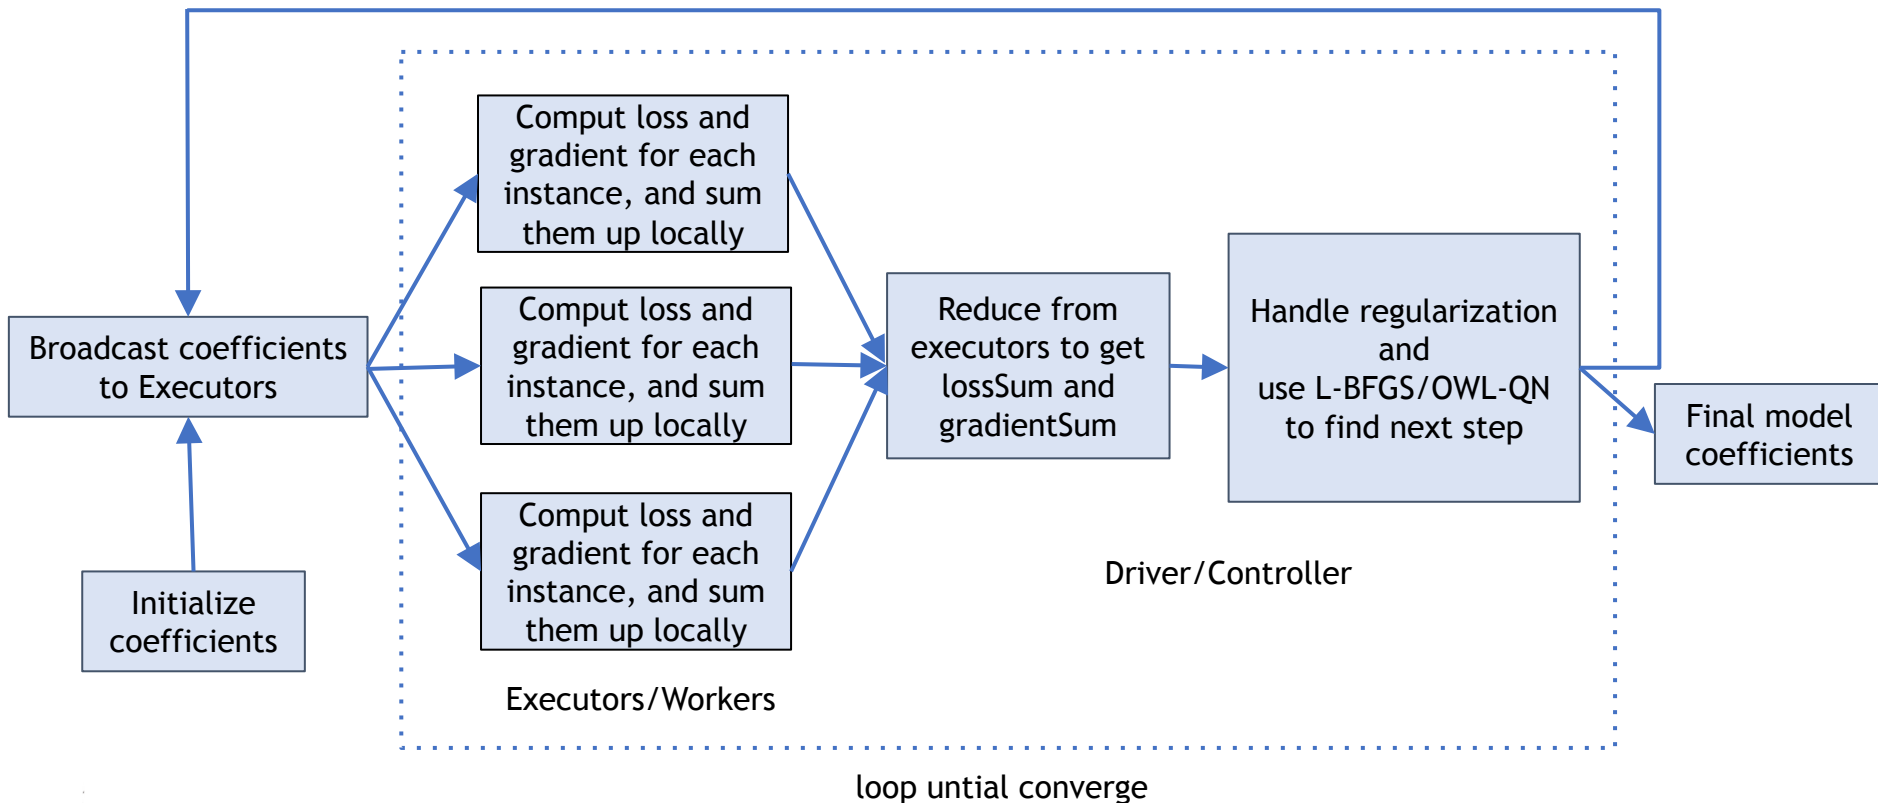 Broadcast coefficients
to Executors
Initialize
coefficients
Comput loss and
gradient for each
instance, and sum
them up locally
Comput loss and
gradient for each
instance, and sum
them up locally
Comput loss and
gradient for each
instance, and sum
them up locally
Executors/Workers
Reduce from
executors to get
lossSum and
gradientSum
Handle regularization
and
use L-BFGS/OWL-QN
to find next step
Driver/Controller
Final model
coefficients
loop untial converge